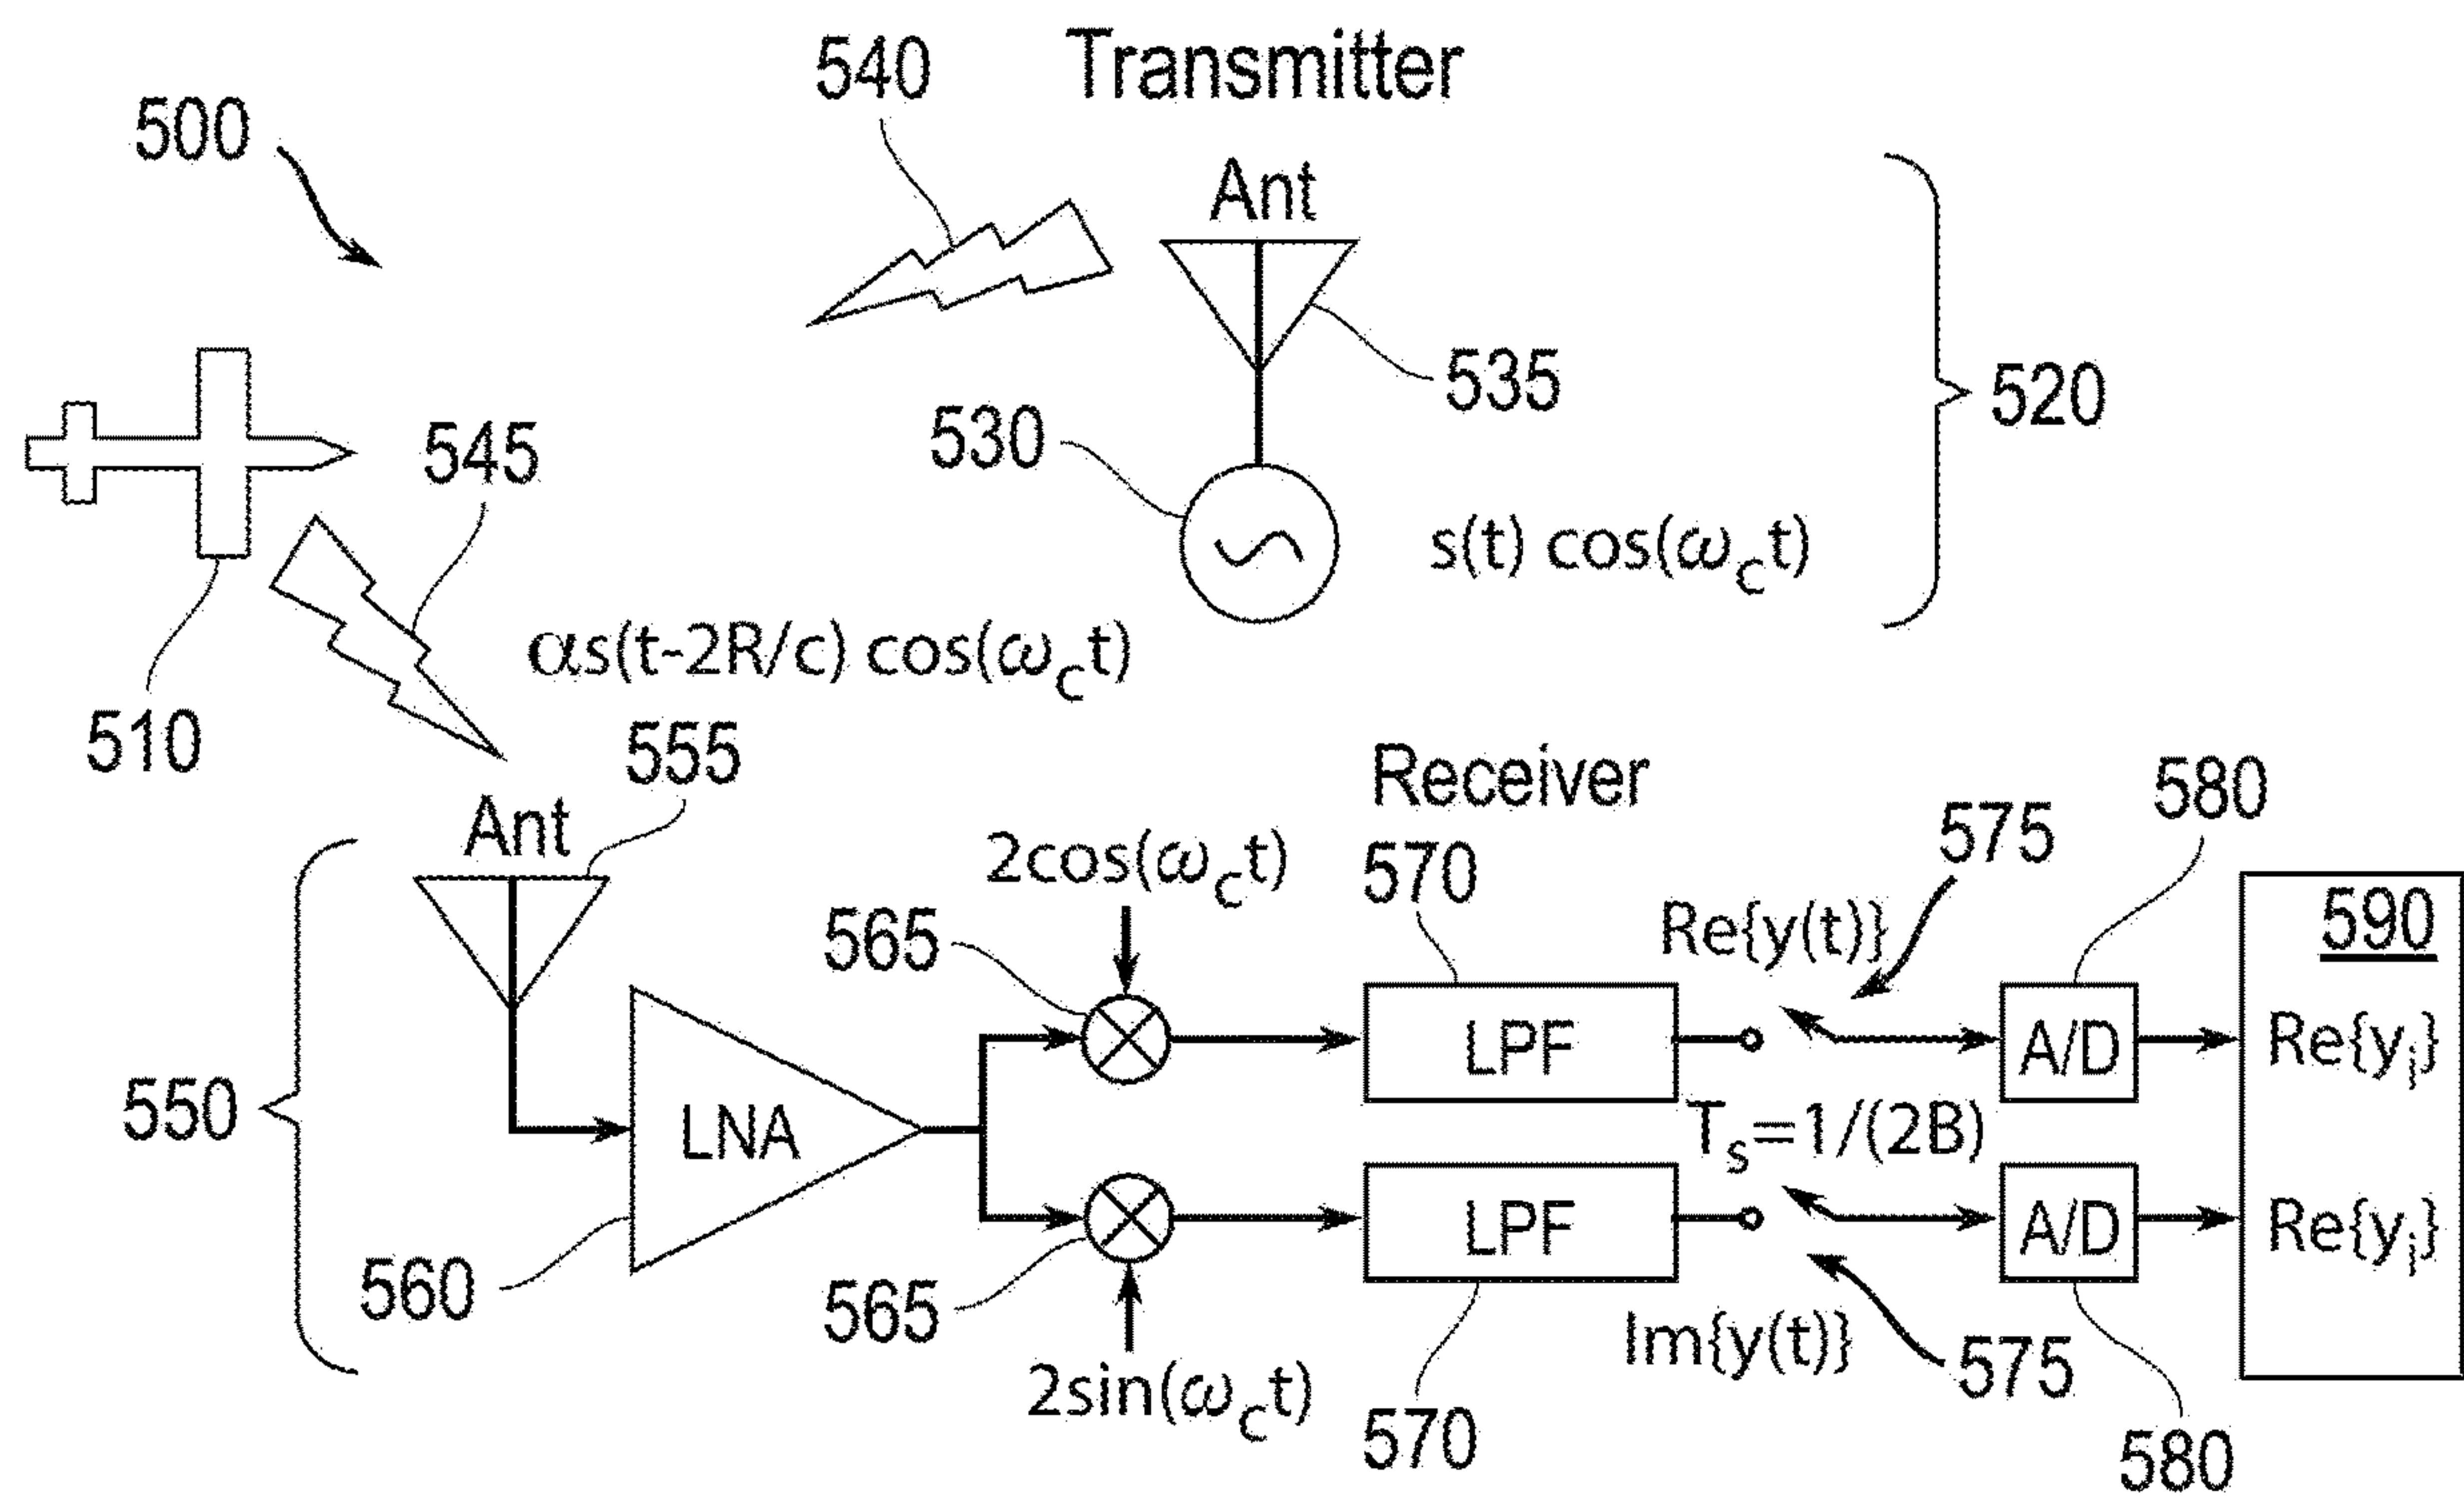 540
Transmitter
500
Ant
535
520
530
545
s(t) cos(ω_c t)
αs(t-2R/c) cos(ω_c t)
510
555
Receiver
Ant
580
575
2cos(ω_c t)
570
565
Re{y(t)}
590
LPF
A/D
Re{y_i}
550
LNA
T_s=1/(2B)
LPF
A/D
Re{y_i}
560
565
Im{y(t)}
575
2sin(ω_c t)
570
580